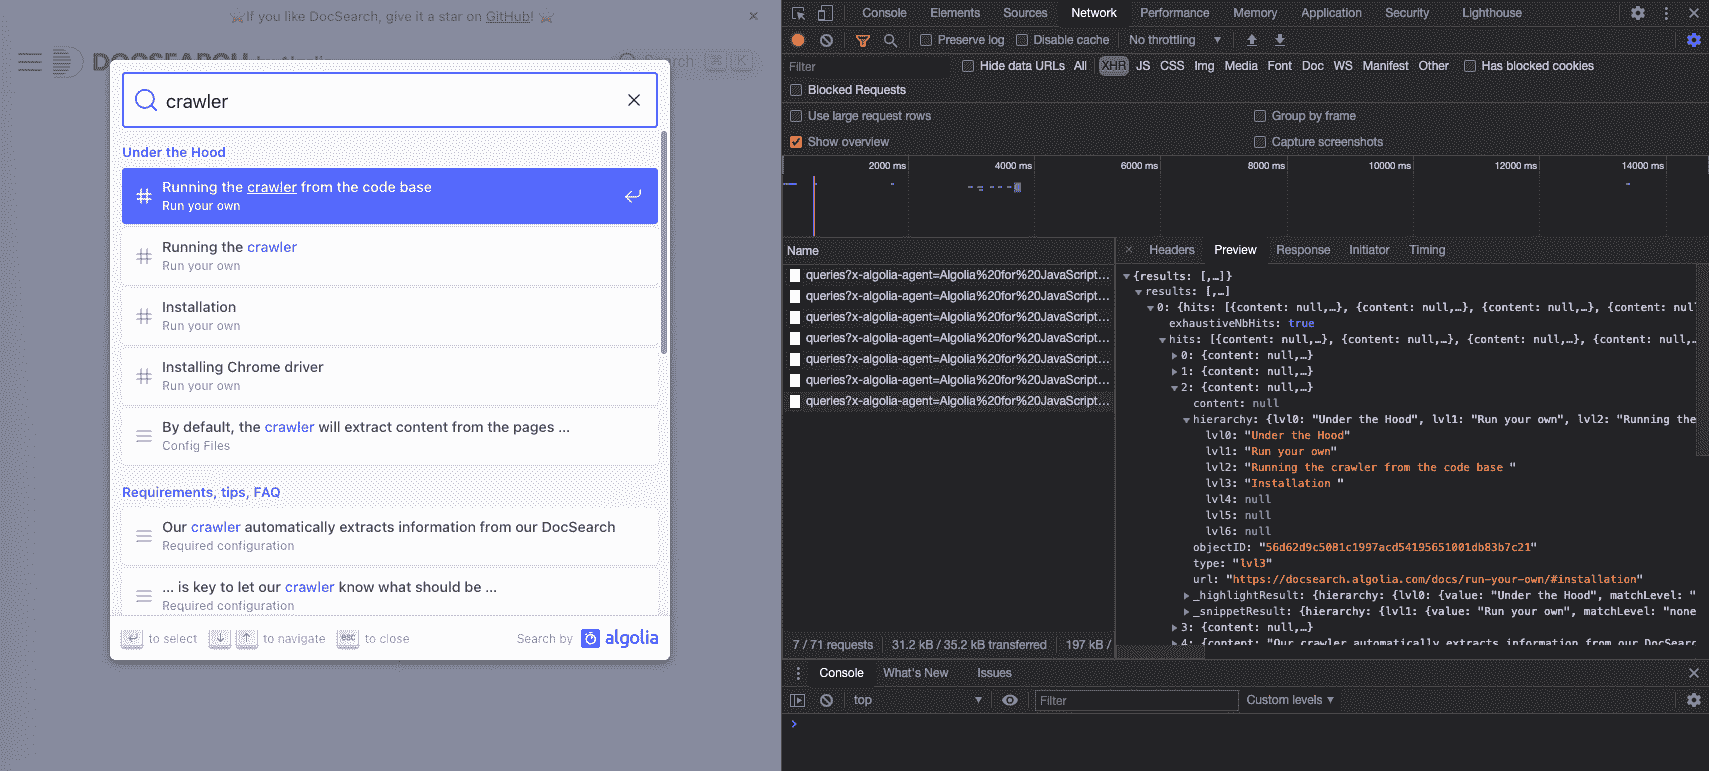 If you like DocSearch, give it a star on GitHub!
DOCSEARCH
Search
⌘ K
crawler
Under the Hood
Running the crawler from the code base
Run your own
Running the crawler
Run your own
Installation
Run your own
Installing Chrome driver
Run your own
By default, the crawler will extract content from the pages ...
Config Files
Requirements, tips, FAQ
Our crawler automatically extracts information from our DocSearch
Required configuration
... is key to let our crawler know what should be ...
Required configuration
to select
to navigate
esc to close
Search by algolia
Console Elements Sources Network Performance Memory Application Security Lighthouse
Preserve log Disable cache No throttling
Filter Hide data URLs All XHR JS CSS Img Media Font Doc WS Manifest Other Has blocked cookies
Blocked Requests
Use large request rows Group by frame
Show overview Capture screenshots
2000 ms 4000 ms 6000 ms 8000 ms 10000 ms 12000 ms 14000 ms
Name
queries?x-algolia-agent=Algolia%20for%20JavaScript...
queries?x-algolia-agent=Algolia%20for%20JavaScript...
queries?x-algolia-agent=Algolia%20for%20JavaScript...
queries?x-algolia-agent=Algolia%20for%20JavaScript...
queries?x-algolia-agent=Algolia%20for%20JavaScript...
queries?x-algolia-agent=Algolia%20for%20JavaScript...
queries?x-algolia-agent=Algolia%20for%20JavaScript...
7 / 71 requests 31.2 kB / 35.2 kB transferred 197 kB /
Headers Preview Response Initiator Timing
{results: [,…]}
results: [,…]
0: {hits: [{content: null,…}, {content: null,…}, {content: null,…}, {content: nul
exhaustiveNbHits: true
hits: [{content: null,…}, {content: null,…}, {content: null,…}, {content: null,…
0: {content: null,…}
1: {content: null,…}
2: {content: null,…}
content: null
hierarchy: {lvl0: "Under the Hood", lvl1: "Run your own", lvl2: "Running the
lvl0: "Under the Hood"
lvl1: "Run your own"
lvl2: "Running the crawler from the code base "
lvl3: "Installation "
lvl4: null
lvl5: null
lvl6: null
objectID: "56d62d9c5081c1997acd54195651001db83b7c21"
type: "lvl3"
url: "https://docsearch.algolia.com/docs/run-your-own/#installation"
_highlightResult: {hierarchy: {lvl0: {value: "Under the Hood", matchLevel: "
_snippetResult: {hierarchy: {lvl1: {value: "Run your own", matchLevel: "none
3: {content: null,…}
4: {content: "Our crawler automatically extracts information from our DocSearc
Console What's New Issues
top Filter Custom levels